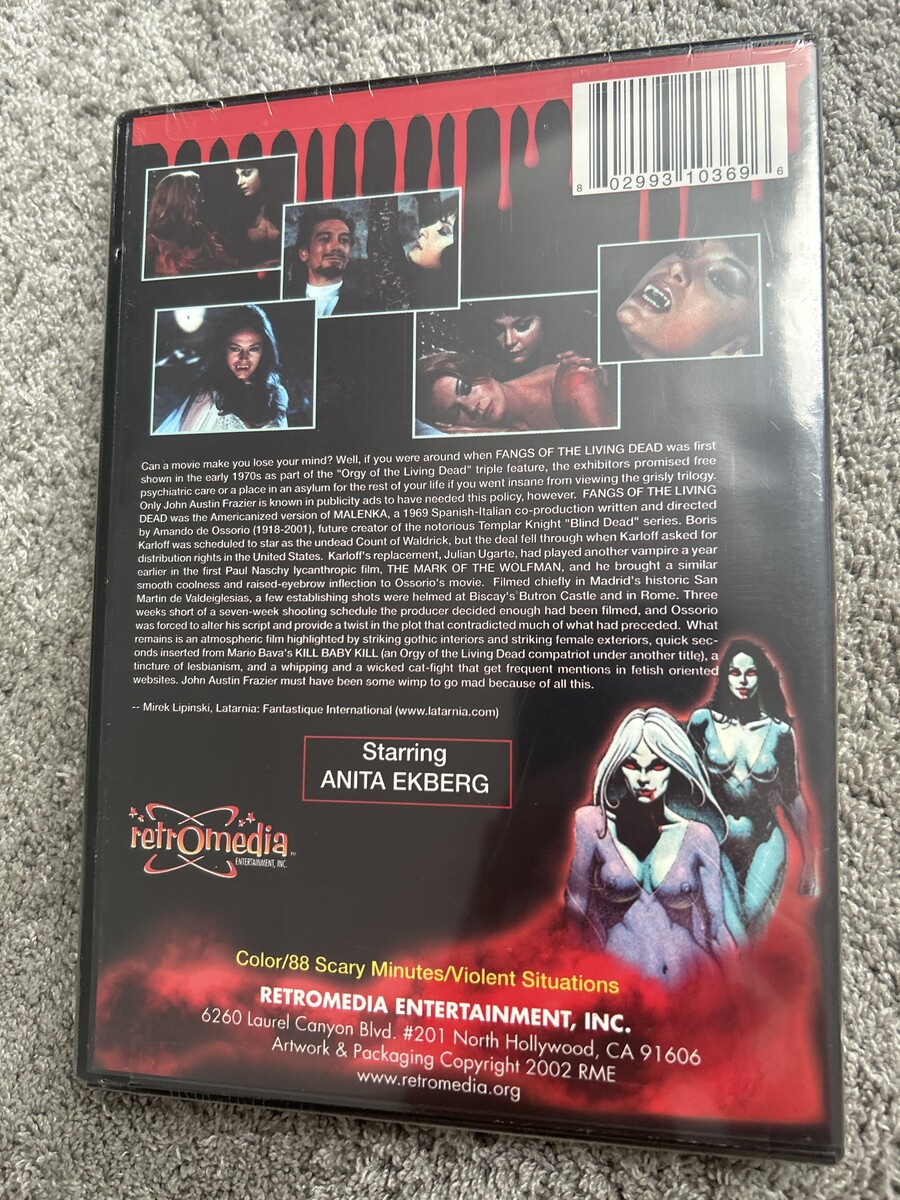 8 02993 10369 6
Can a movie make you lose your mind? Well, if you were around when FANGS OF THE LIVING DEAD was first
shown in the early 1970s as part of the "Orgy of the Living Dead" triple feature, the exhibitors promised free
psychiatric care or a place in an asylum for the rest of your life if you went insane from viewing the grisly trilogy.
Only John Austin Frazier is known in publicity ads to have needed this policy, however. FANGS OF THE LIVING
DEAD was the Americanized version of MALENKA, a 1969 Spanish-Italian co-production written and directed
by Amando de Ossorio (1918-2001), future creator of the notorious Templar Knight "Blind Dead" series. Boris
Karloff was scheduled to star as the undead Count of Waldrick, but the deal fell through when Karloff asked for
distribution rights in the United States. Karloff's replacement, Julian Ugarte, had played another vampire a year
earlier in the first Paul Naschy lycanthropic film, THE MARK OF THE WOLFMAN, and he brought a similar
smooth coolness and raised-eyebrow inflection to Ossorio's movie. Filmed chiefly in Madrid's historic San
Martin de Valdeiglesias, a few establishing shots were helmed at Biscay's Butron Castle and in Rome. Three
weeks short of a seven-week shooting schedule the producer decided enough had been filmed, and Ossorio
was forced to alter his script and provide a twist in the plot that contradicted much of what had preceded. What
remains is an atmospheric film highlighted by striking gothic interiors and striking female exteriors, quick sec-
onds inserted from Mario Bava's KILL BABY KILL (an Orgy of the Living Dead compatriot under another title), a
tincture of lesbianism, and a whipping and a wicked cat-fight that get frequent mentions in fetish oriented
websites. John Austin Frazier must have been some wimp to go mad because of all this.
-- Mirek Lipinski, Latarnia: Fantastique International (www.latarnia.com)
Starring
ANITA EKBERG
retromedia
ENTERTAINMENT, INC.
Color/88 Scary Minutes/Violent Situations
RETROMEDIA ENTERTAINMENT, INC.
6260 Laurel Canyon Blvd. #201 North Hollywood, CA 91606
Artwork & Packaging Copyright 2002 RME
www.retromedia.org